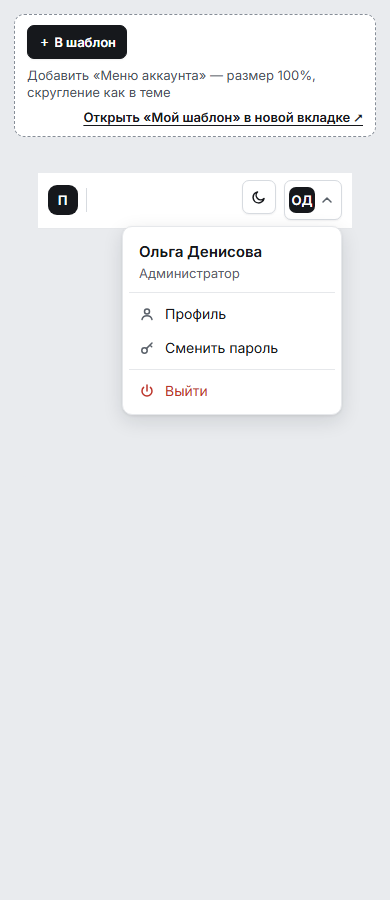 + В шаблон
Добавить «Меню аккаунта» — размер 100%,
скругление как в теме
Открыть «Мой шаблон» в новой вкладке ↗
П
ОД
Ольга Денисова
Администратор
Профиль
Сменить пароль
Выйти